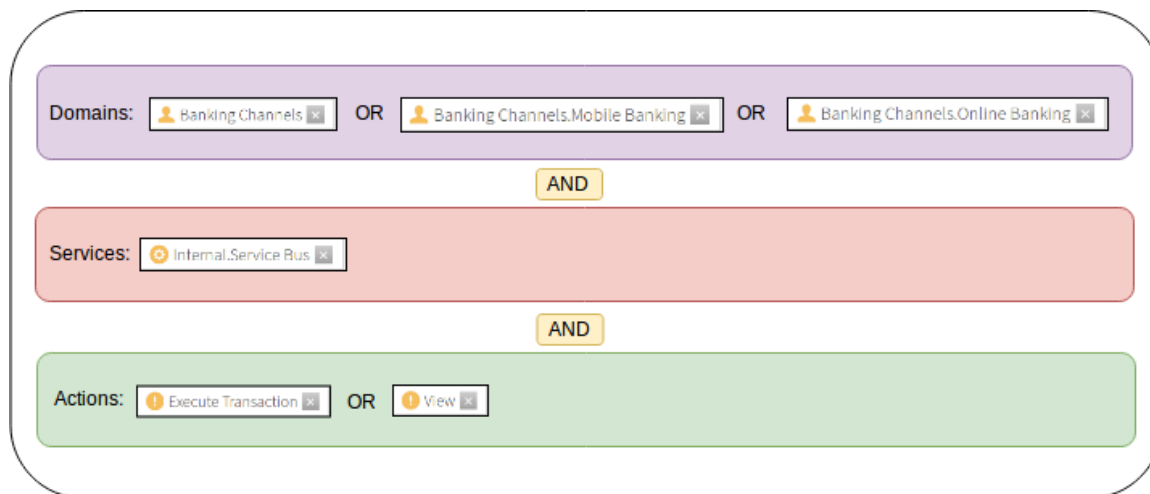 Domains: Banking Channels OR Banking Channels.Mobile Banking OR Banking Channels.Online Banking
AND
Services: Internal.Service Bus
AND
Actions: Execute Transaction OR View